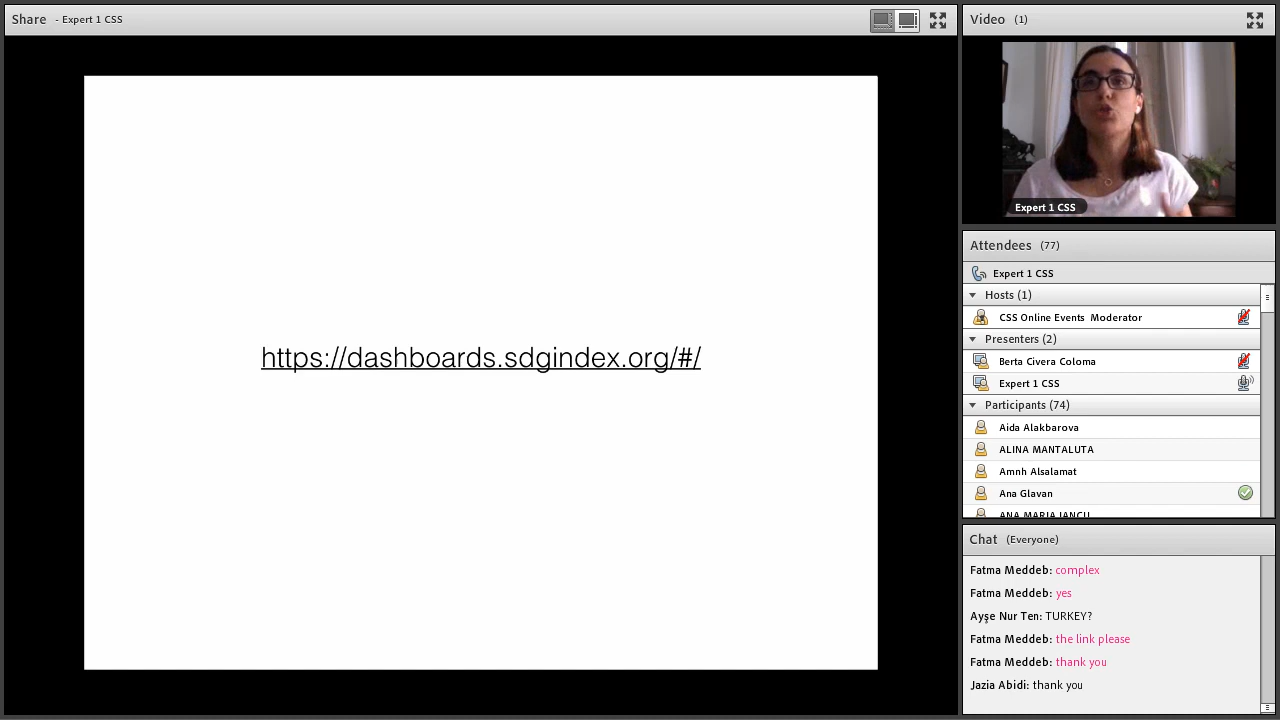 Share - Expert 1 CSS
https://dashboards.sdgindex.org/#/
Video (1)
Expert 1 CSS
Attendees (77)
Expert 1 CSS
Hosts (1)
CSS Online Events Moderator
Presenters (2)
Berta Civera Coloma
Expert 1 CSS
Participants (74)
Aida Alakbarova
ALINA MANTALUTA
Amnh Alsalamat
Ana Glavan
ANA MARIA IANCU
Chat (Everyone)
Fatma Meddeb: complex
Fatma Meddeb: yes
Ayşe Nur Ten: TURKEY?
Fatma Meddeb: the link please
Fatma Meddeb: thank you
Jazia Abidi: thank you